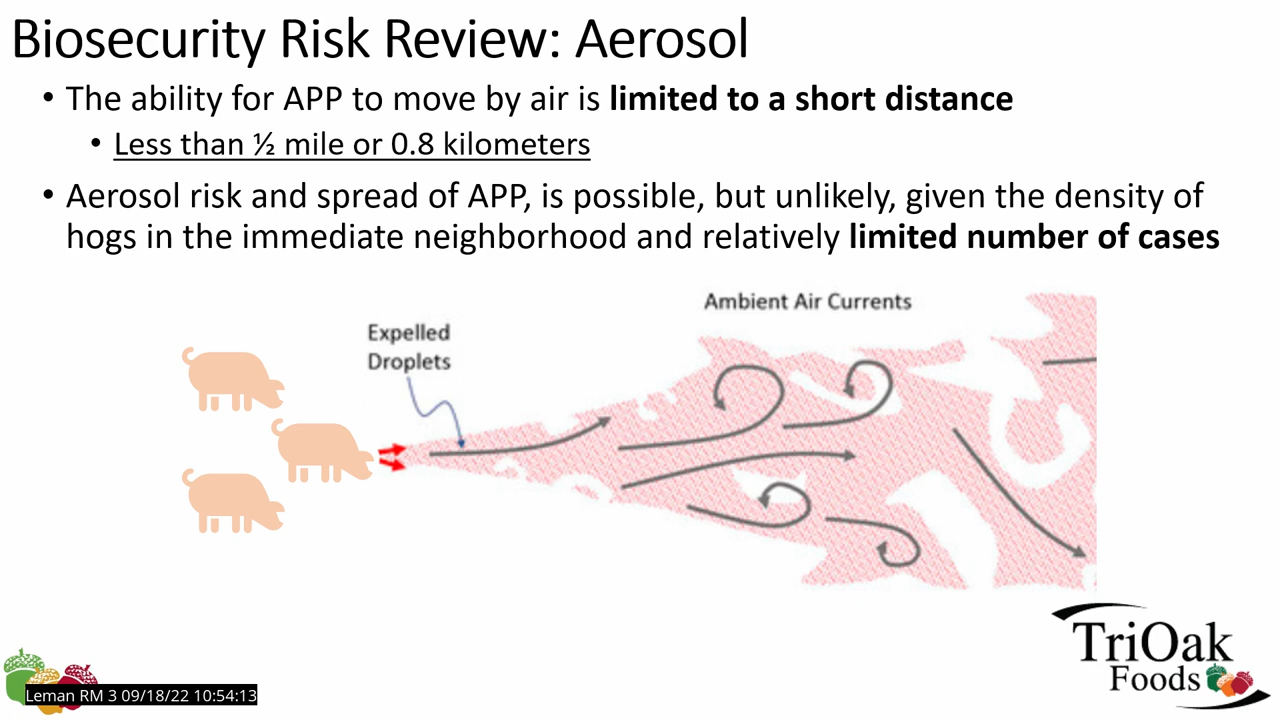 Biosecurity Risk Review: Aerosol
• The ability for APP to move by air is limited to a short distance
• Less than ½ mile or 0.8 kilometers
• Aerosol risk and spread of APP, is possible, but unlikely, given the density of
hogs in the immediate neighborhood and relatively limited number of cases
Ambient Air Currents
Expelled
Droplets
TriOak
Foods
Leman RM 3 09/18/22 10:54:13